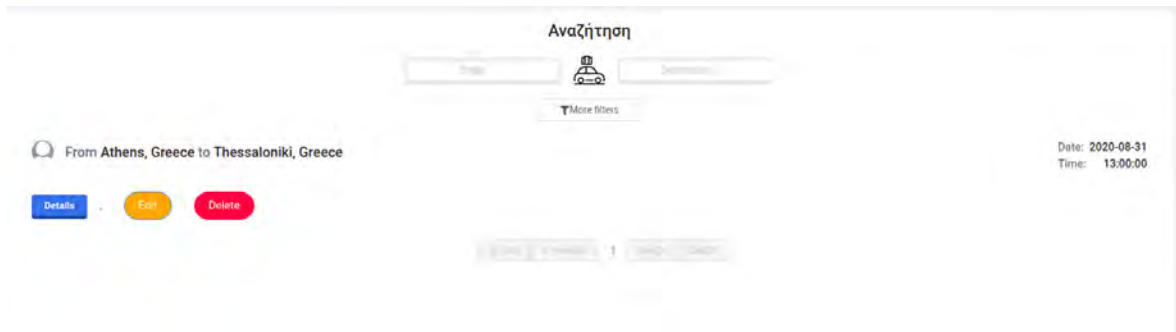 Αναζήτηση
More filters
From Athens, Greece to Thessaloniki, Greece
Date: 2020-08-31
Time: 13:00:00
Details Edit Delete
1